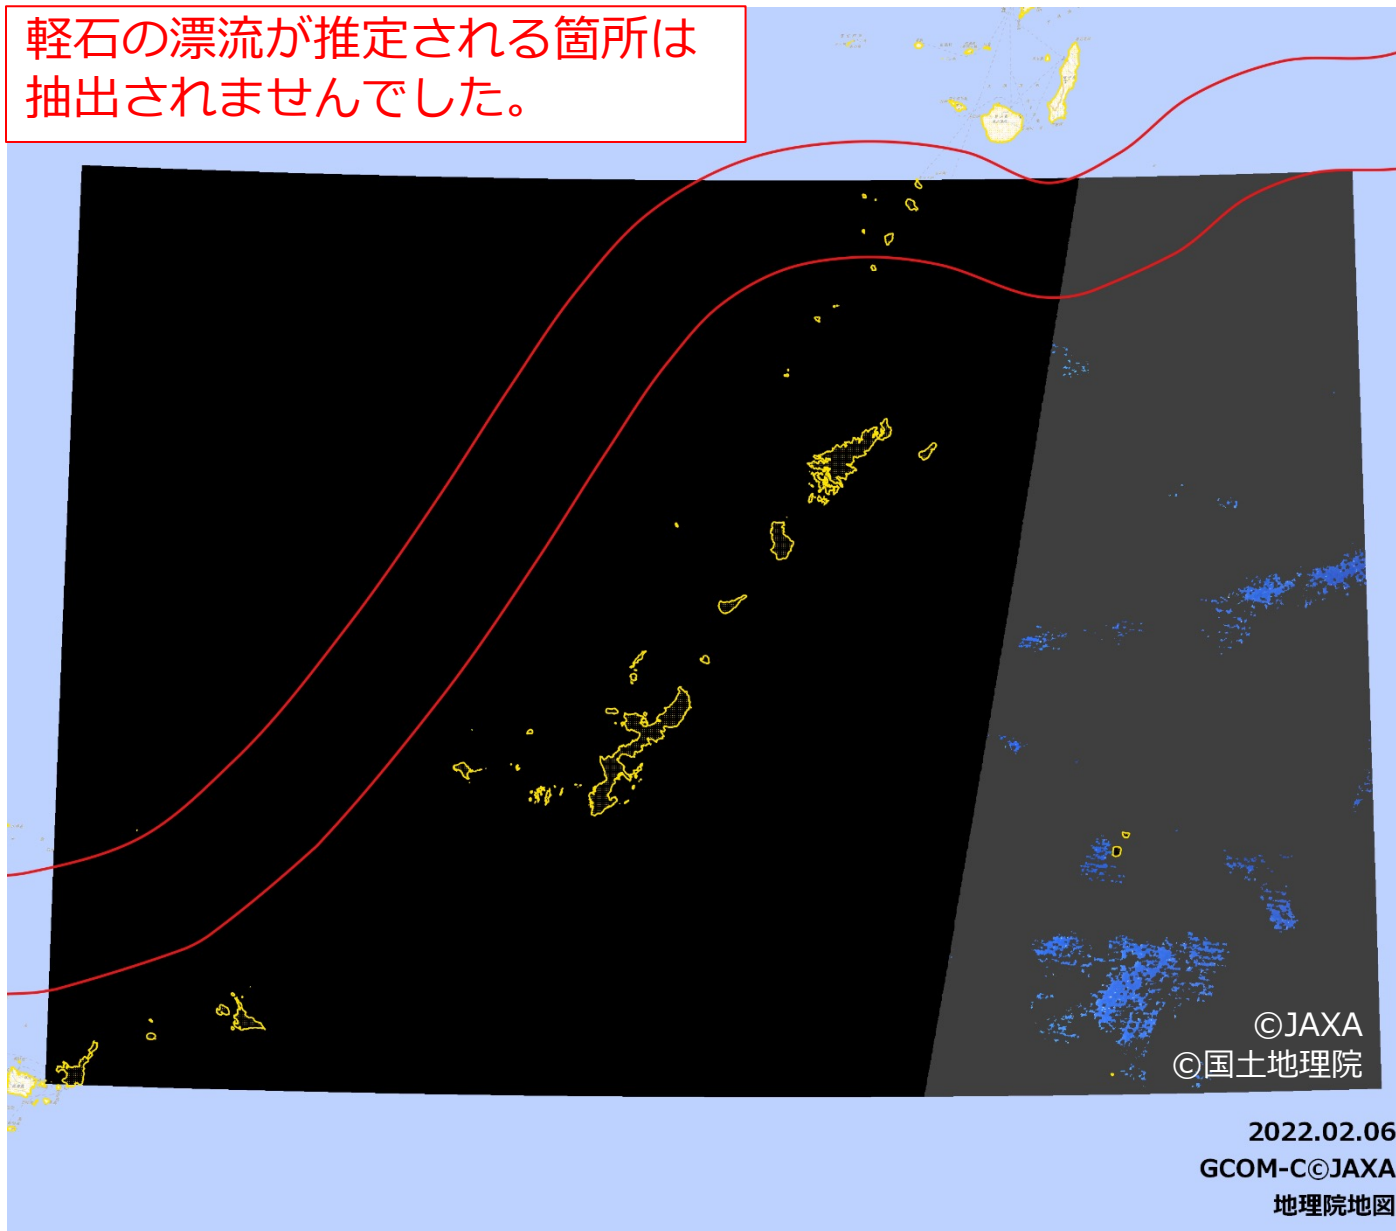 軽石の漂流が推定される箇所は
抽出されませんでした。
©JAXA
©国土地理院
2022.02.06
GCOM-C©JAXA
地理院地図